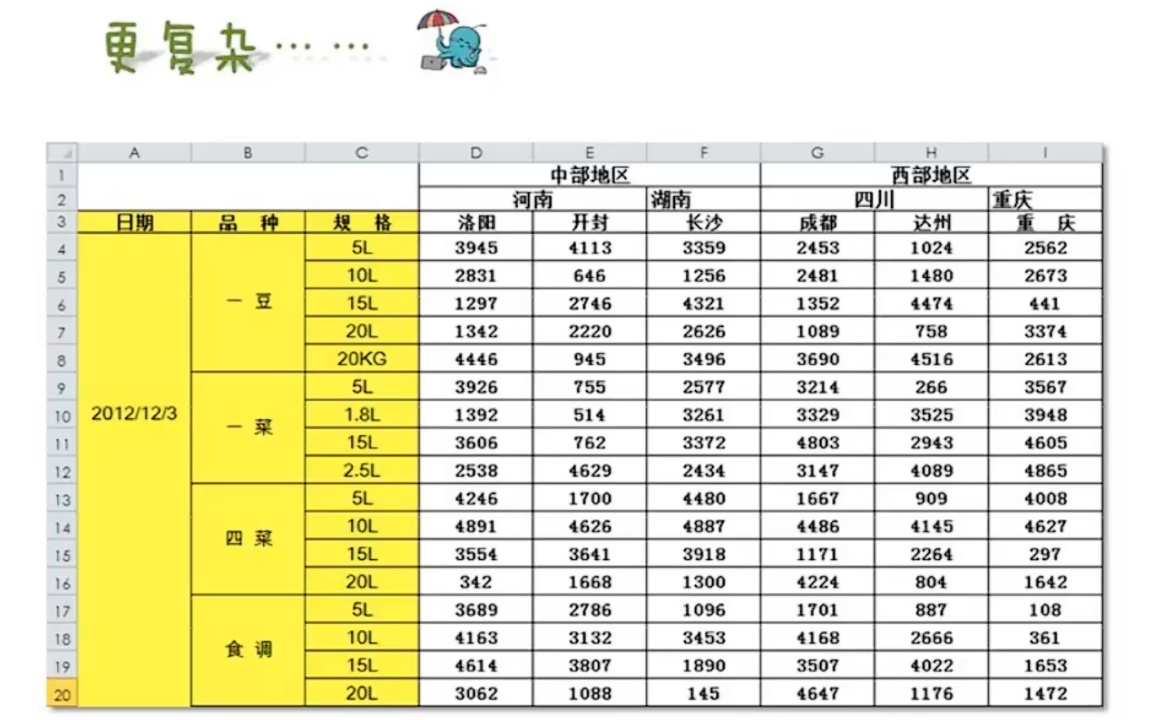 更复杂… …
A B C D E F G H I
1 中部地区 西部地区
2 河南 湖南 四川 重庆
3 日期 品 种 规 格 洛阳 开封 长沙 成都 达州 重 庆
4 5L 3945 4113 3359 2453 1024 2562
5 10L 2831 646 1256 2481 1480 2673
6 一 豆 15L 1297 2746 4321 1352 4474 441
7 20L 1342 2220 2626 1089 758 3374
8 20KG 4446 945 3496 3690 4516 2613
9 5L 3926 755 2577 3214 266 3567
10 2012/12/3 一 菜 1.8L 1392 514 3261 3329 3525 3948
11 15L 3606 762 3372 4803 2943 4605
12 2.5L 2538 4629 2434 3147 4089 4865
13 5L 4246 1700 4480 1667 909 4008
14 四 菜 10L 4891 4626 4887 4486 4145 4627
15 15L 3554 3641 3918 1171 2264 297
16 20L 342 1668 1300 4224 804 1642
17 5L 3689 2786 1096 1701 887 108
18 食 调 10L 4163 3132 3453 4168 2666 361
19 15L 4614 3807 1890 3507 4022 1653
20 20L 3062 1088 145 4647 1176 1472